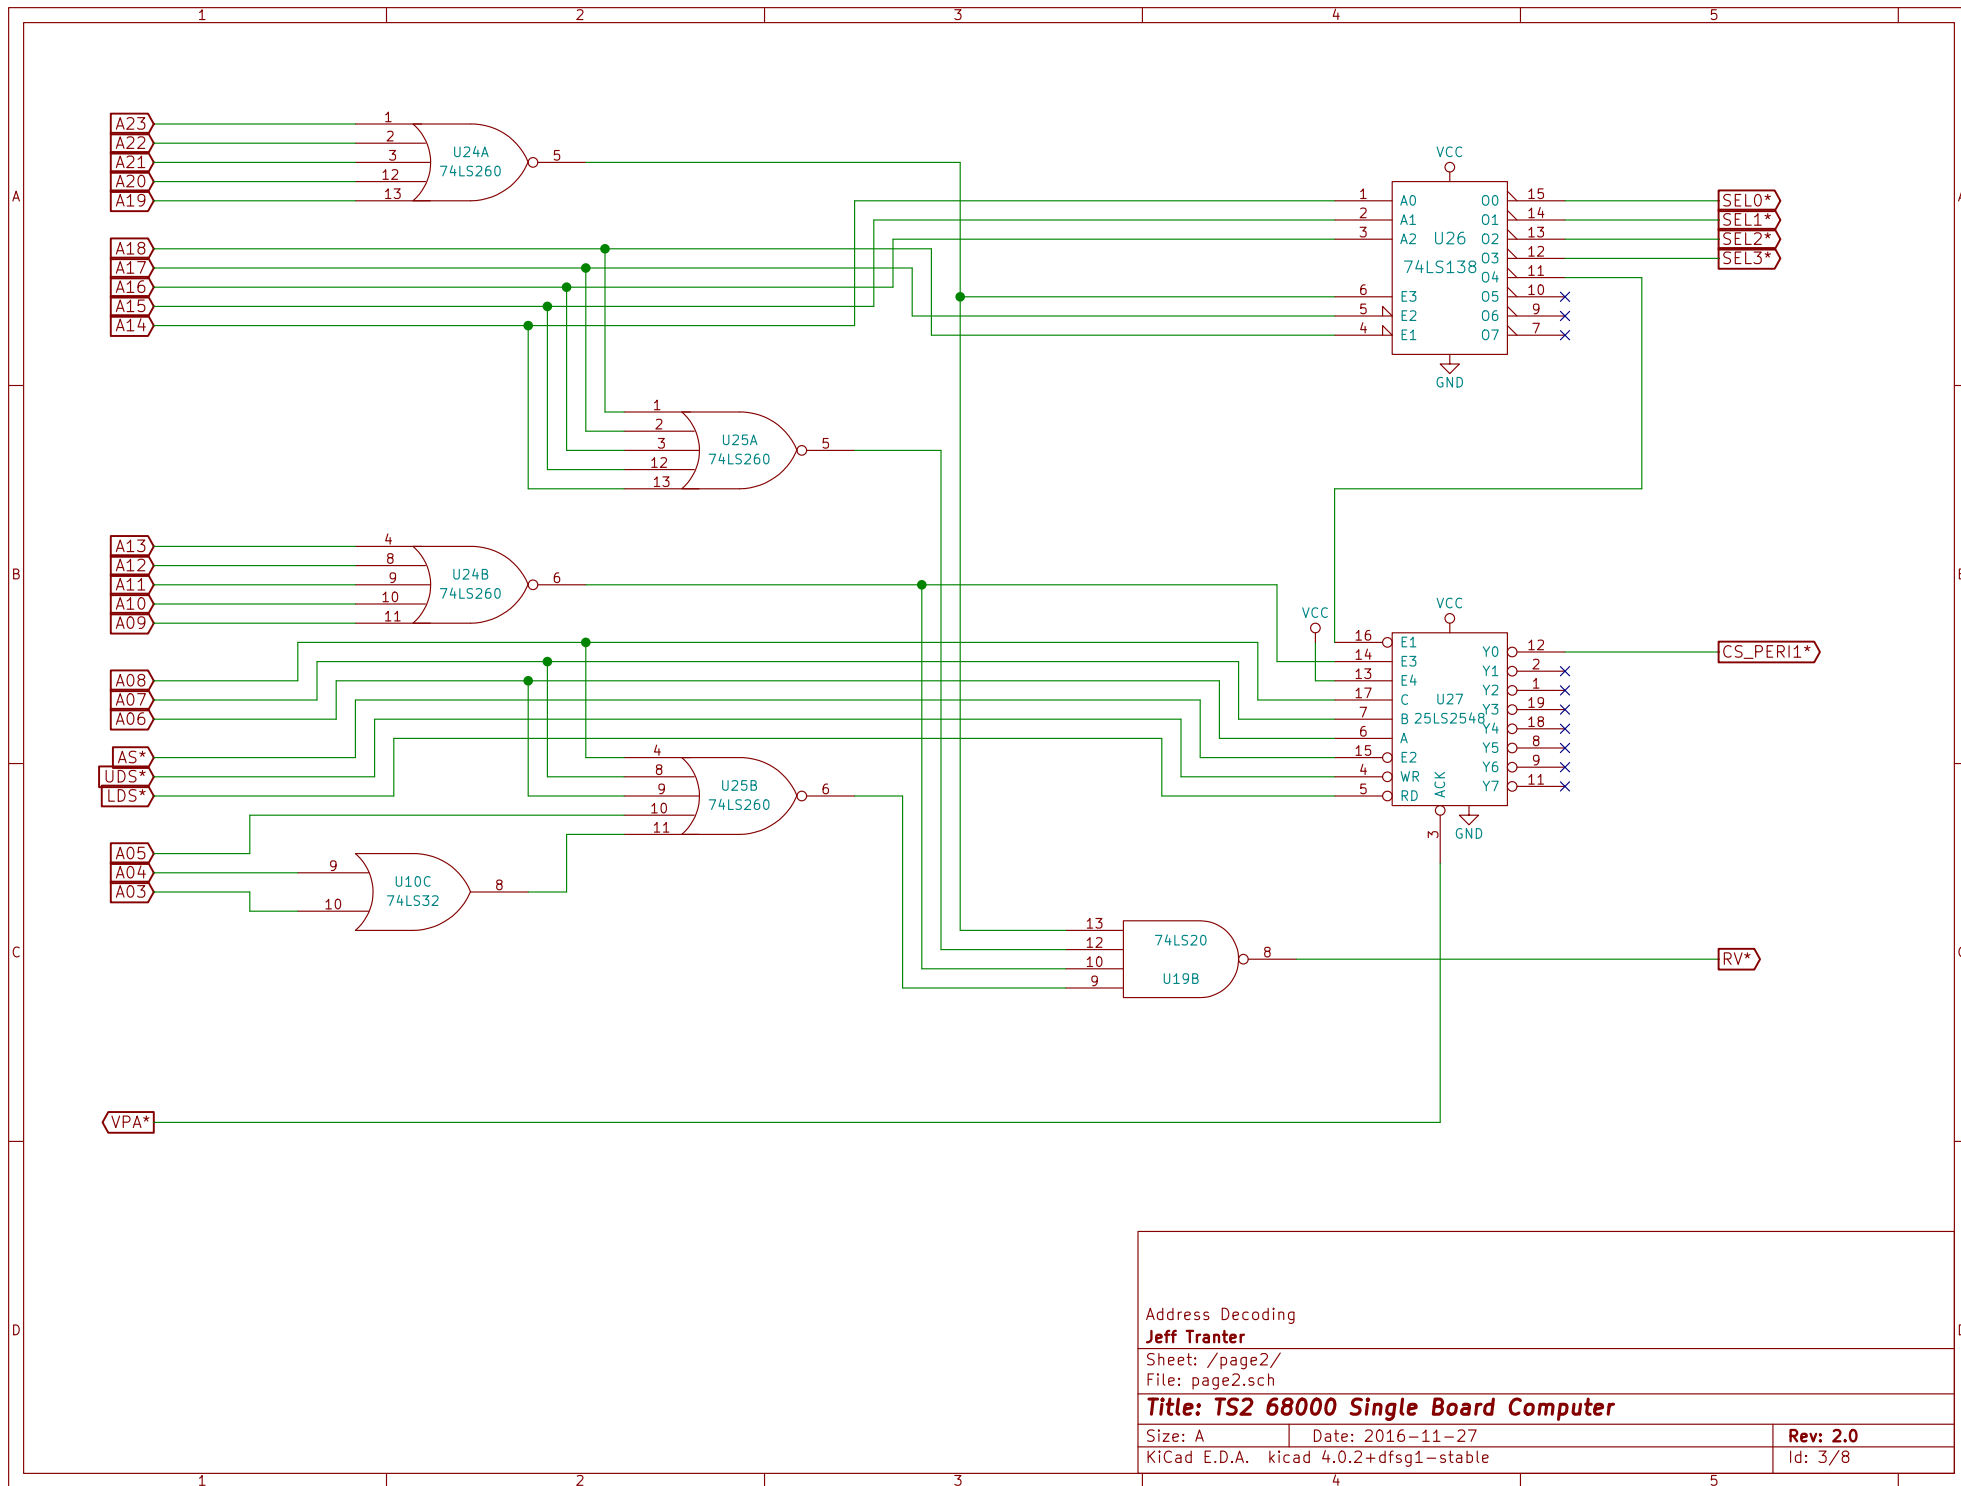 1 2 3 4 5
A
A23
A22
A21
A20
A19
1
2
3
12
13
U24A
74LS260
5
A18
A17
A16
A15
A14
VCC
1
2
3
6
5
4
A0
A1
A2
E3
E2
E1
U26
74LS138
O0
O1
O2
O3
O4
O5
O6
O7
15
14
13
12
11
10
9
7
SEL0*
SEL1*
SEL2*
SEL3*
GND
1
2
3
12
13
U25A
74LS260
5
B
A13
A12
A11
A10
A09
4
8
9
10
11
U24B
74LS260
6
A08
A07
A06
AS*
UDS*
LDS*
VCC
VCC
16
14
13
17
7
6
15
4
5
E1
E3
E4
C
B
A
E2
WR
RD
U27
25LS2548
ACK
3
GND
Y0
Y1
Y2
Y3
Y4
Y5
Y6
Y7
12
2
1
19
18
8
9
11
CS_PERI1*
4
8
9
10
11
U25B
74LS260
6
A05
A04
A03
9
10
U10C
74LS32
8
C
13
12
10
9
74LS20
U19B
8
RV*
VPA*
D
Address Decoding
Jeff Tranter
Sheet: /page2/
File: page2.sch
Title: TS2 68000 Single Board Computer
Size: A Date: 2016-11-27 Rev: 2.0
KiCad E.D.A. kicad 4.0.2+dfsg1-stable Id: 3/8
1 2 3 4 5